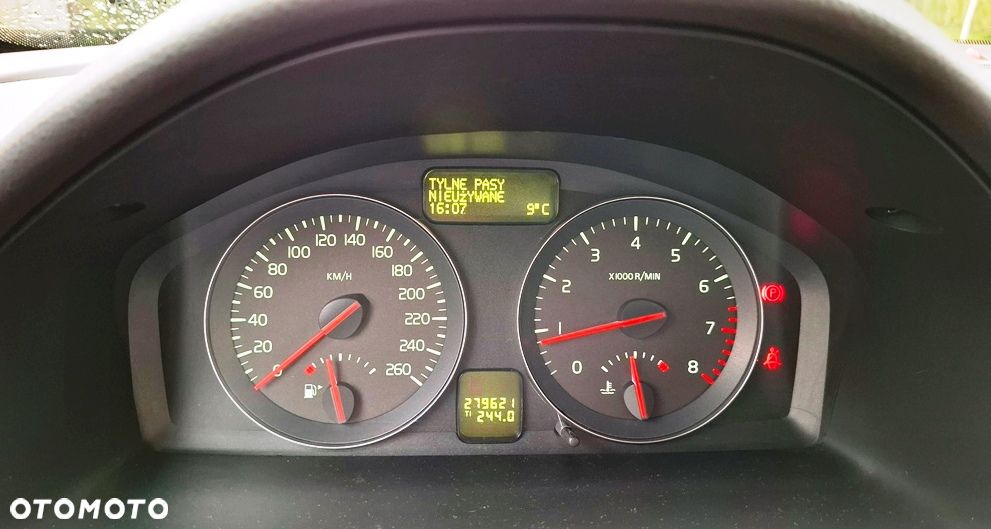 TYLNE PASY
NIEUŻYWANE
16:07 9°C
0 20 40 60 80 100 120 140 160 180 200 220 240 260
KM/H
0 1 2 3 4 5 6 7 8
X1000 R/MIN
P
279621
T1 244.0
OTOMOTO